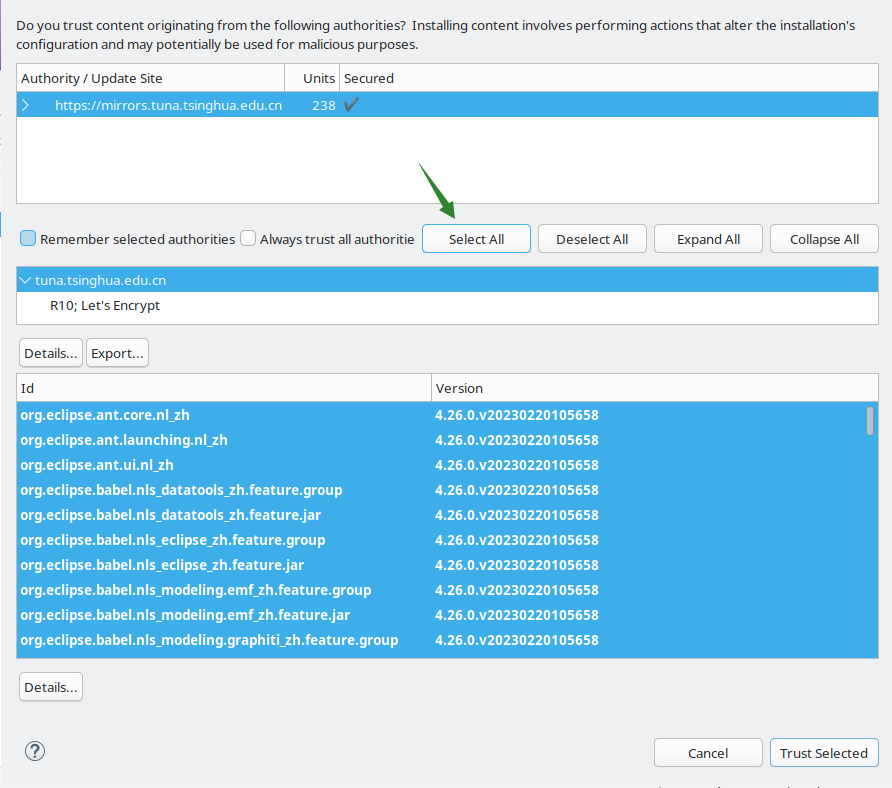 Do you trust content originating from the following authorities?  Installing content involves performing actions that alter the installation's
configuration and may potentially be used for malicious purposes.
Authority / Update Site Units Secured
https://mirrors.tuna.tsinghua.edu.cn 238
Remember selected authorities Always trust all authoritie Select All Deselect All Expand All Collapse All
tuna.tsinghua.edu.cn
R10; Let's Encrypt
Details... Export...
Id Version
org.eclipse.ant.core.nl_zh 4.26.0.v20230220105658
org.eclipse.ant.launching.nl_zh 4.26.0.v20230220105658
org.eclipse.ant.ui.nl_zh 4.26.0.v20230220105658
org.eclipse.babel.nls_datatools_zh.feature.group 4.26.0.v20230220105658
org.eclipse.babel.nls_datatools_zh.feature.jar 4.26.0.v20230220105658
org.eclipse.babel.nls_eclipse_zh.feature.group 4.26.0.v20230220105658
org.eclipse.babel.nls_eclipse_zh.feature.jar 4.26.0.v20230220105658
org.eclipse.babel.nls_modeling.emf_zh.feature.group 4.26.0.v20230220105658
org.eclipse.babel.nls_modeling.emf_zh.feature.jar 4.26.0.v20230220105658
org.eclipse.babel.nls_modeling.graphiti_zh.feature.group 4.26.0.v20230220105658
Details...
? Cancel Trust Selected